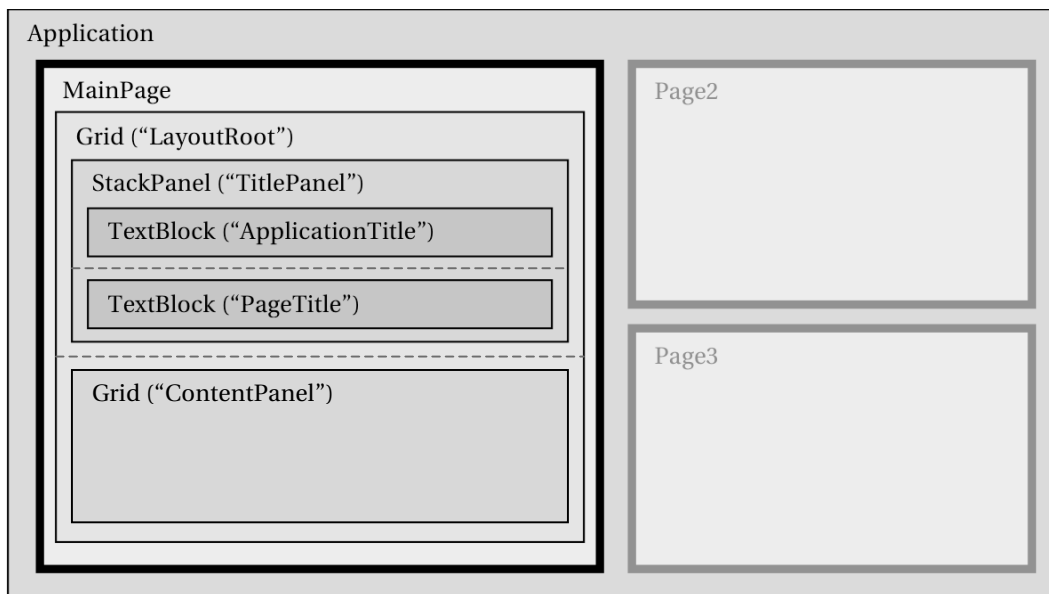 Application
MainPage
Grid (“LayoutRoot”)
StackPanel (“TitlePanel”)
TextBlock (“ApplicationTitle”)
TextBlock (“PageTitle”)
Grid (“ContentPanel”)
Page2
Page3